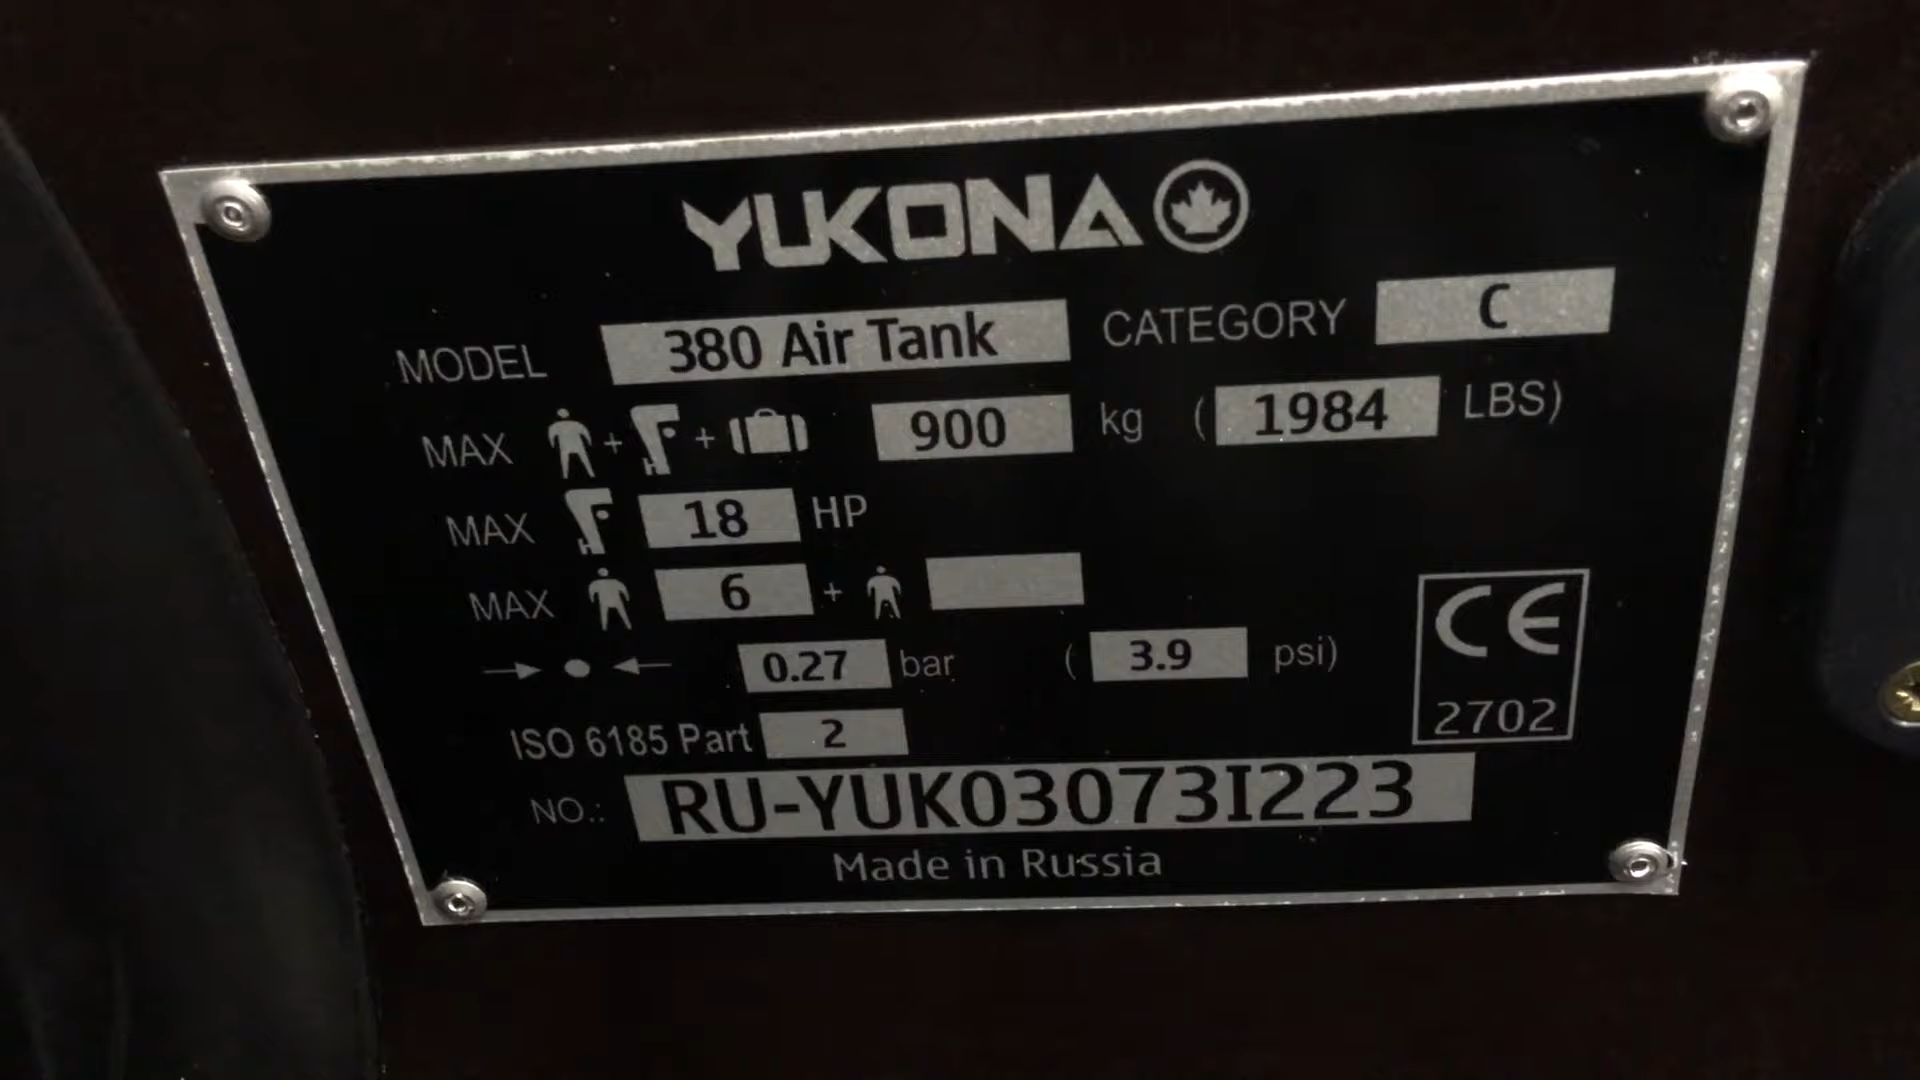 YUKONA
MODEL 380 Air Tank CATEGORY C
MAX + + 900 kg (1984 LBS)
MAX 18 HP
MAX 6 +
0.27 bar (3.9 psi)
CE
ISO 6185 Part 2
2702
NO.: RU-YUK03073I223
Made in Russia